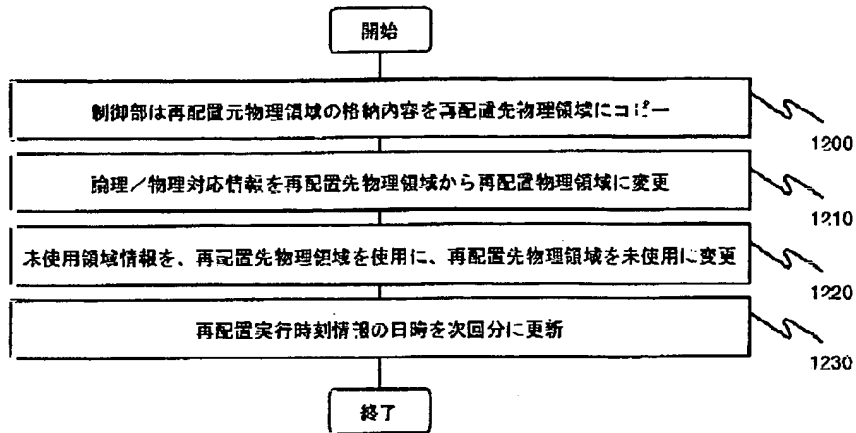 開始
制御部は再配置元物理領域の格納内容を再配置先物理領域にコピー
1200
論理／物理対応情報を再配置先物理領域から再配置物理領域に変更
1210
未使用領域情報を、再配置先物理領域を使用に、再配置先物理領域を未使用に変更
1220
再配置実行時刻情報の日時を次回分に更新
1230
終了